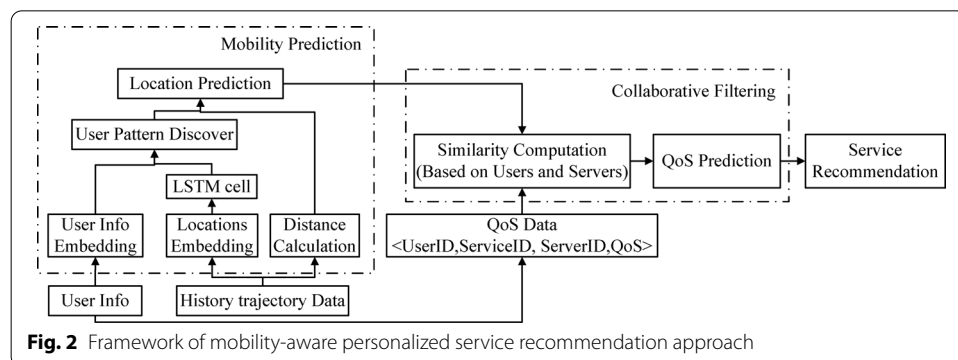 Mobility Prediction
Location Prediction
Collaborative Filtering
User Pattern Discover
Similarity Computation
(Based on Users and Servers)
QoS Prediction
Service
Recommendation
LSTM cell
User Info
Embedding
Locations
Embedding
Distance
Calculation
QoS Data
<UserID,ServiceID, ServerID,QoS>
User Info
History trajectory Data
Fig. 2 Framework of mobility-aware personalized service recommendation approach